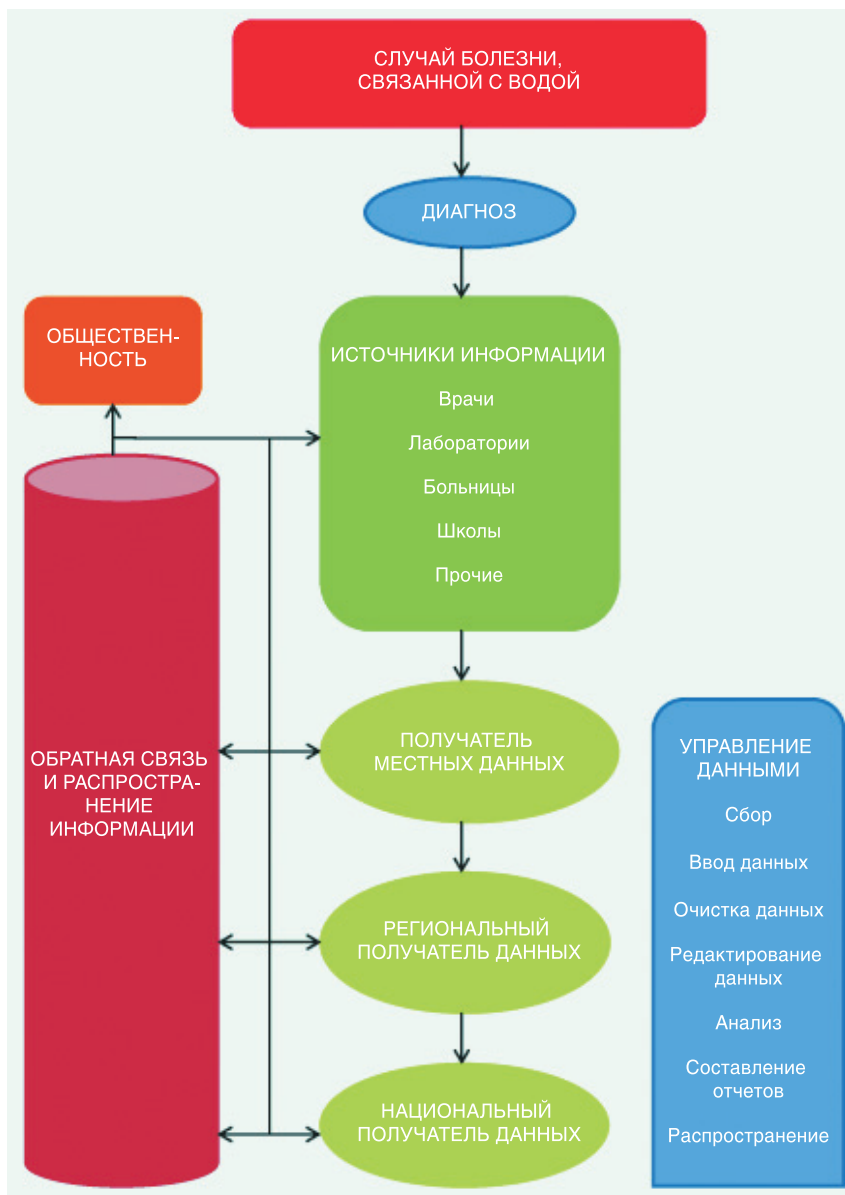 СЛУЧАЙ БОЛЕЗНИ,
СВЯЗАННОЙ С ВОДОЙ
ДИАГНОЗ
ОБЩЕСТВЕН-
НОСТЬ
ИСТОЧНИКИ ИНФОРМАЦИИ
Врачи
Лаборатории
Больницы
Школы
Прочие
ОБРАТНАЯ СВЯЗЬ
И РАСПРОСТРА-
НЕНИЕ
ИНФОРМАЦИИ
ПОЛУЧАТЕЛЬ
МЕСТНЫХ ДАННЫХ
РЕГИОНАЛЬНЫЙ
ПОЛУЧАТЕЛЬ ДАННЫХ
НАЦИОНАЛЬНЫЙ
ПОЛУЧАТЕЛЬ ДАННЫХ
УПРАВЛЕНИЕ
ДАННЫМИ
Сбор
Ввод данных
Очистка данных
Редактирование
данных
Анализ
Составление
отчетов
Распространение